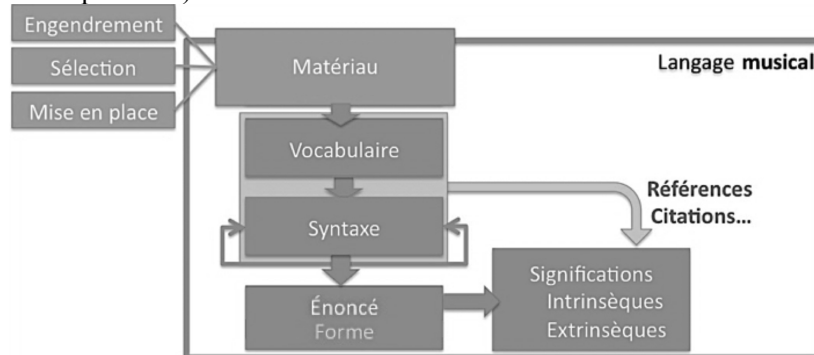 Engendrement
Sélection
Mise en place
Matériau
Langage musical
Vocabulaire
Syntaxe
Références
Citations...
Énoncé
Forme
Significations
Intrinsèques
Extrinsèques